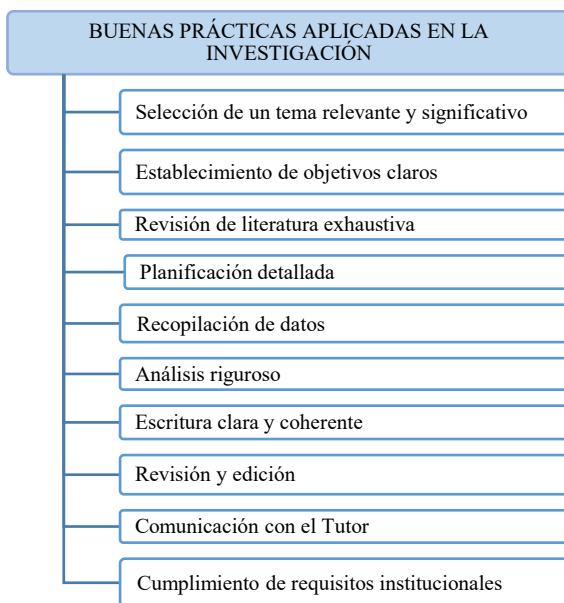 BUENAS PRÁCTICAS APLICADAS EN LA
INVESTIGACIÓN
Selección de un tema relevante y significativo
Establecimiento de objetivos claros
Revisión de literatura exhaustiva
Planificación detallada
Recopilación de datos
Análisis riguroso
Escritura clara y coherente
Revisión y edición
Comunicación con el Tutor
Cumplimiento de requisitos institucionales